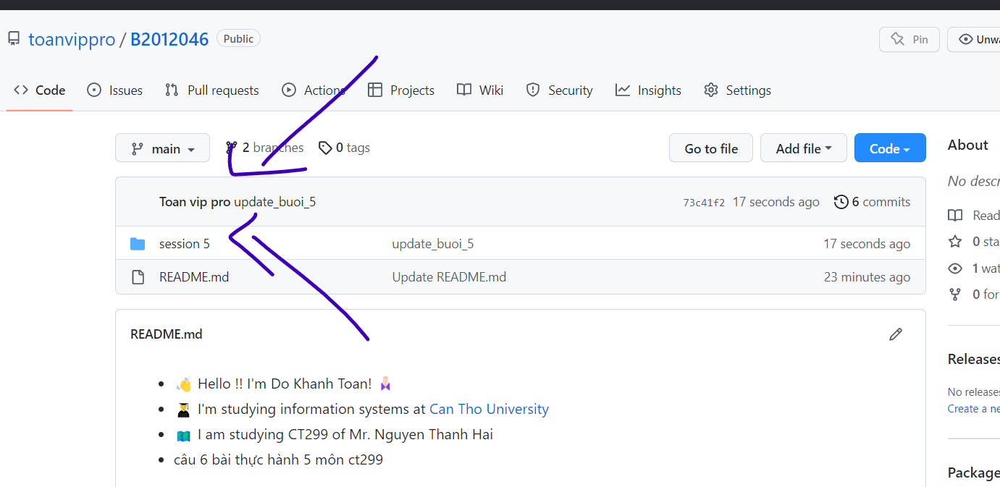 toanvippro / B2012046 Public Pin Unwa
Code Issues Pull requests Actions Projects Wiki Security Insights Settings
main 2 branches 0 tags Go to file Add file Code About
No descr
Toan vip pro update_buoi_5 73c41f2 17 seconds ago 6 commits
Read
session 5 update_buoi_5 17 seconds ago
0 sta
README.md Update README.md 23 minutes ago
1 wat
0 for
README.md
Releases
Hello !! I'm Do Khanh Toan!
No releases
I'm studying information systems at Can Tho University
Create a ne
I am studying CT299 of Mr. Nguyen Thanh Hai
câu 6 bài thực hành 5 môn ct299
Package